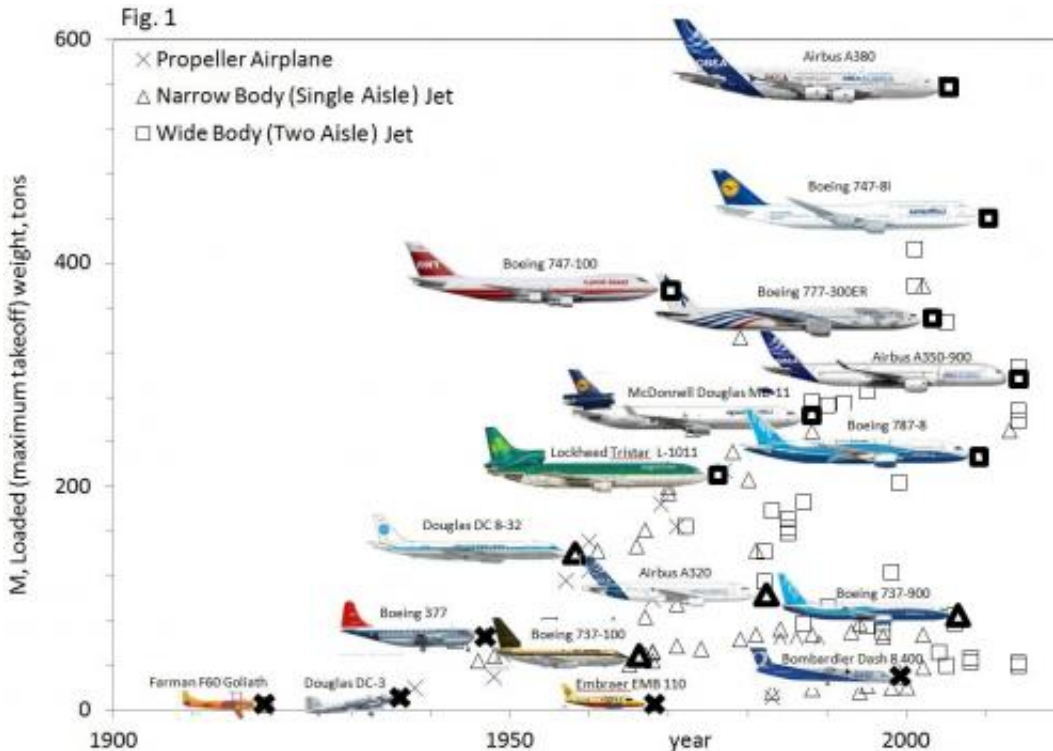 Fig. 1
600
× Propeller Airplane
△ Narrow Body (Single Aisle) Jet
□ Wide Body (Two Aisle) Jet
Airbus A380
Boeing 747-8I
400
Boeing 747-100
Boeing 777-300ER
Airbus A350-900
McDonnell Douglas MD-11
Boeing 787-8
Lockheed Tristar L-1011
200
Douglas DC 8-32
Airbus A320
Boeing 737-900
Boeing 377
Boeing 737-100
Bombardier Dash 8 400
Farman F60 Goliath
Douglas DC-3
Embraer EMB 110
0
1900
1950
year
2000
M, Loaded (maximum takeoff) weight, tons